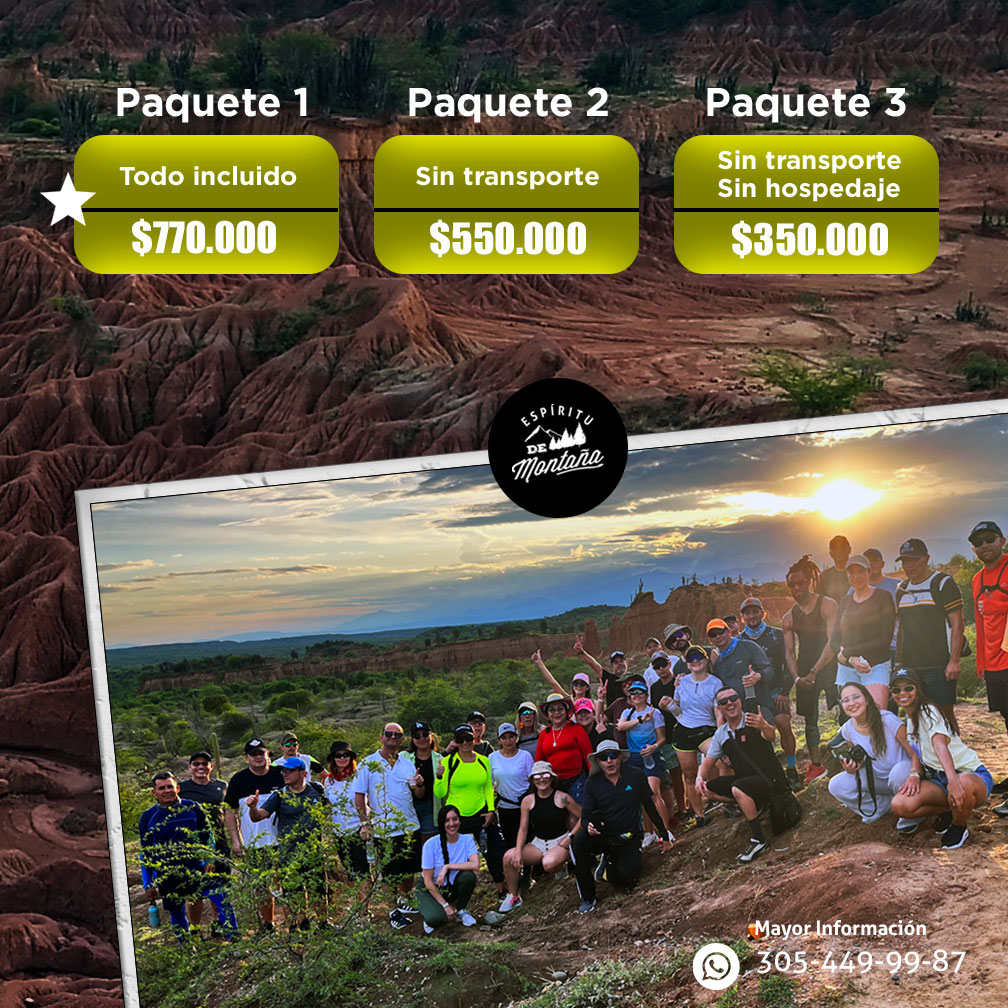 Paquete 1
Todo incluido
$770.000
Paquete 2
Sin transporte
$550.000
Paquete 3
Sin transporte
Sin hospedaje
$350.000
ESPÍRITU
DE
Montaña
Mayor Información
305-449-99-87